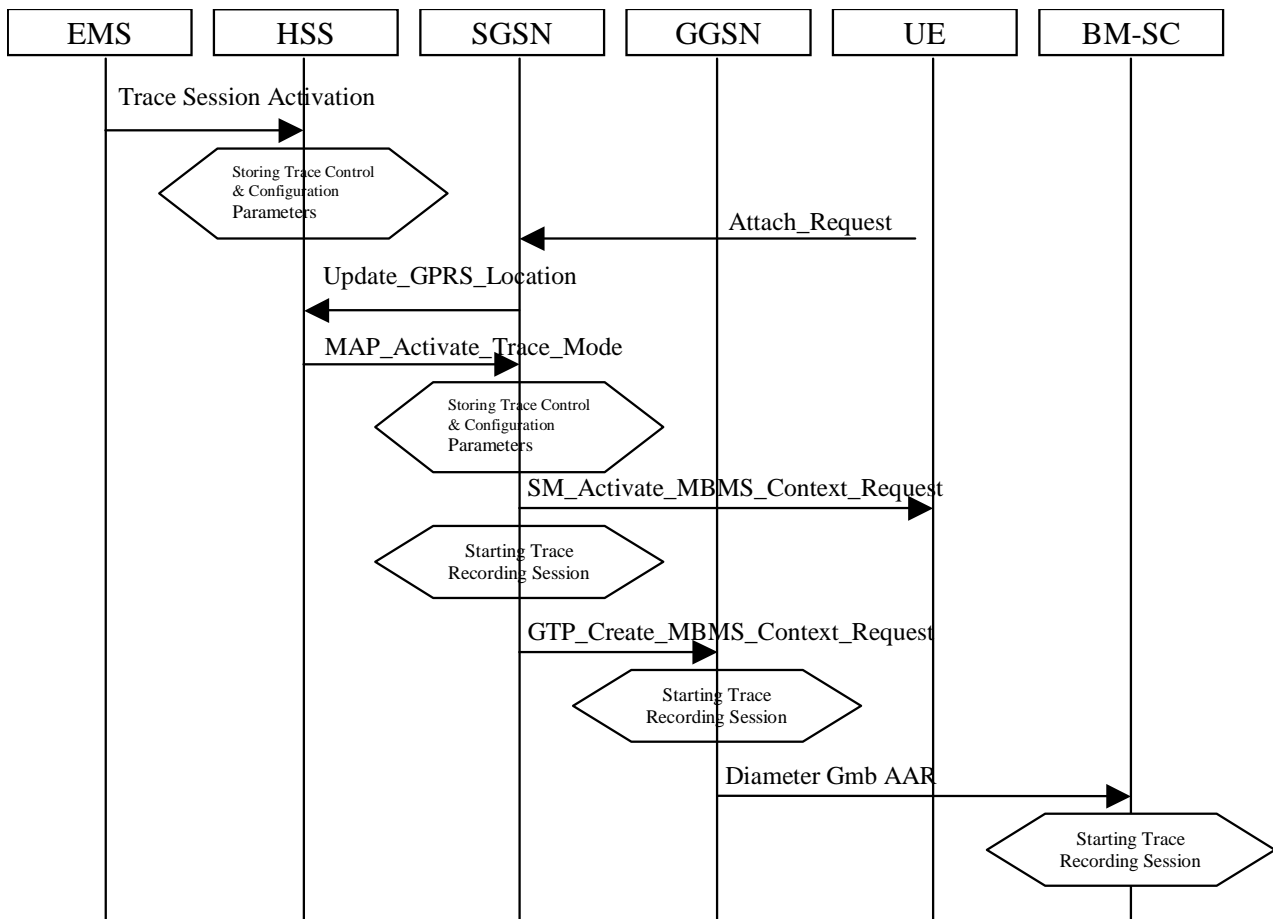 EMS
HSS
SGSN
GGSN
UE
BM-SC
Trace Session Activation
Storing Trace Control
& Configuration
Parameters
Attach_Request
Update_GPRS_Location
MAP_Activate_Trace_Mode
Storing Trace Control
& Configuration
Parameters
SM_Activate_MBMS_Context_Request
Starting Trace
Recording Session
GTP_Create_MBMS_Context_Request
Starting Trace
Recording Session
Diameter Gmb AAR
Starting Trace
Recording Session